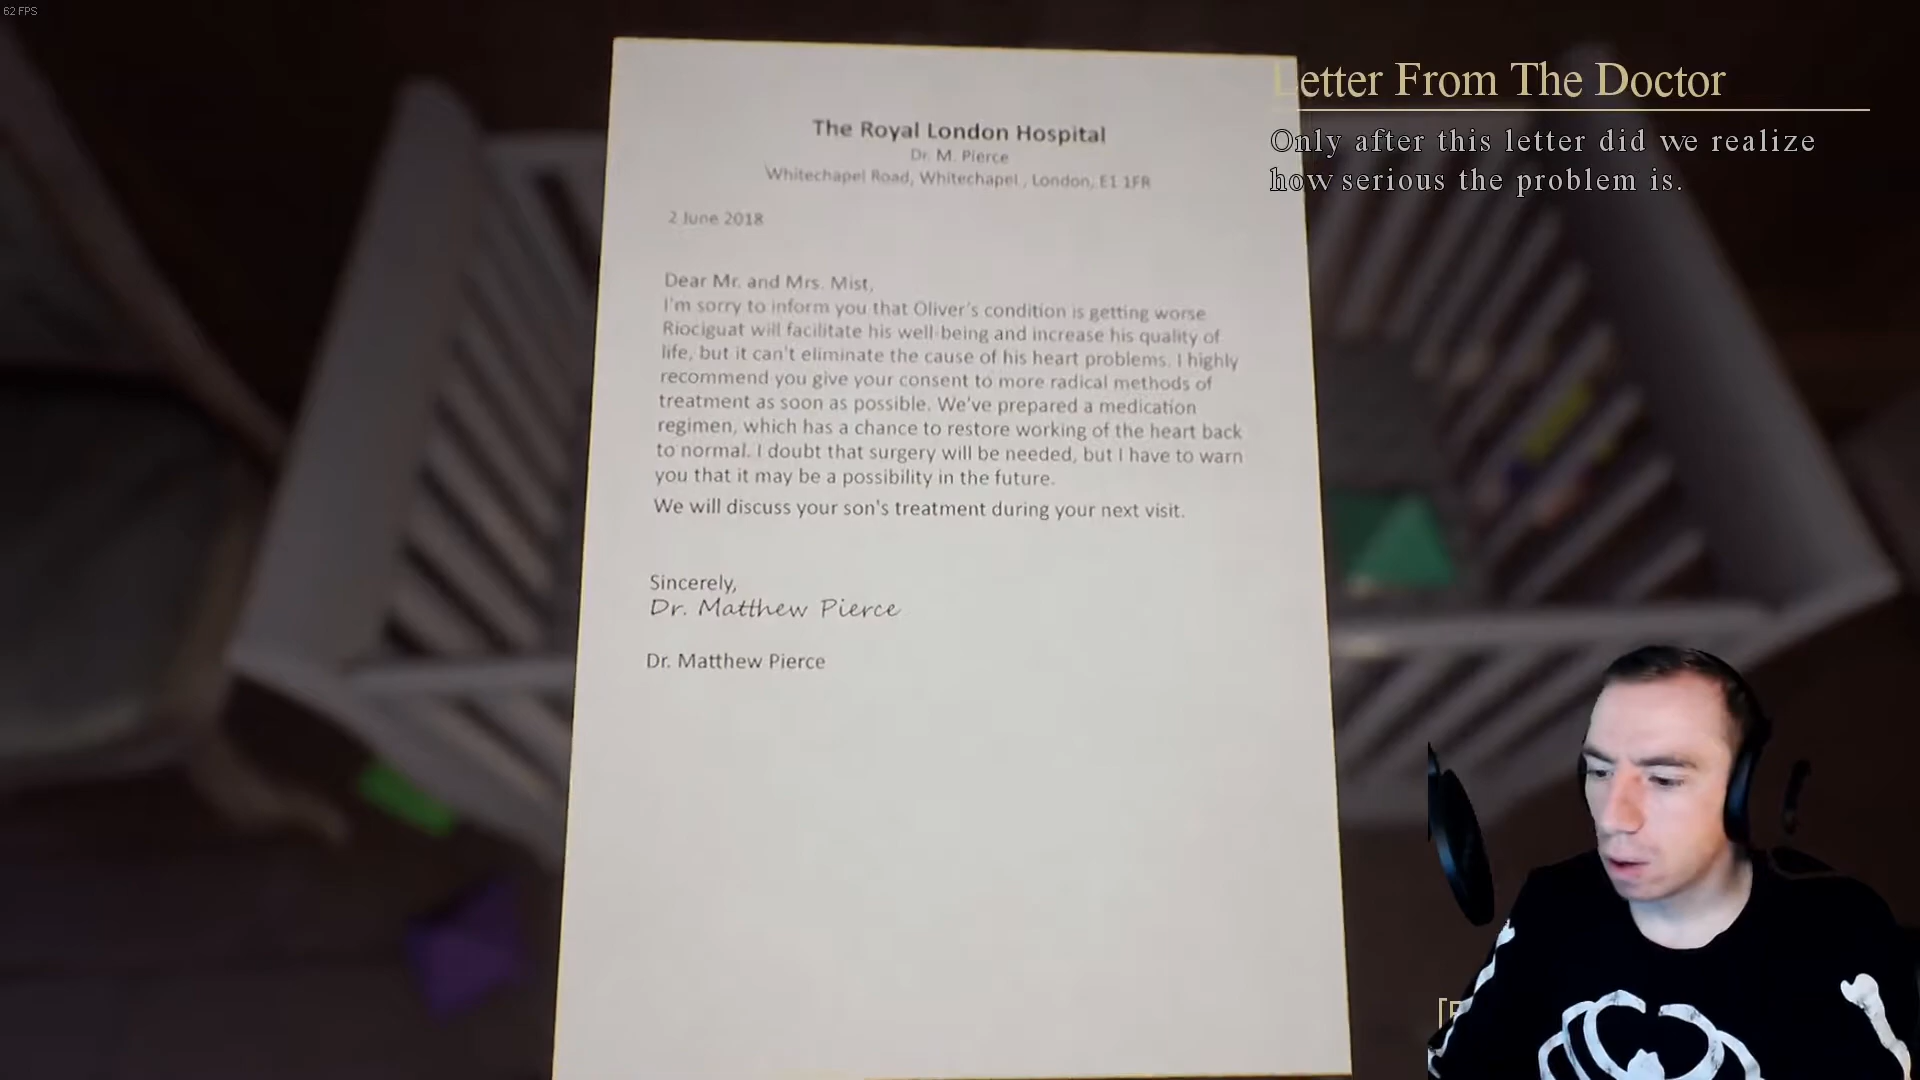 62 FPS
Letter From The Doctor
Only after this letter did we realize
how serious the problem is.
The Royal London Hospital
Dr. M. Pierce
Whitechapel Road, Whitechapel , London, E1 1FR
2 June 2018
Dear Mr. and Mrs. Mist,
I'm sorry to inform you that Oliver's condition is getting worse
Riociguat will facilitate his well-being and increase his quality of
life, but it can't eliminate the cause of his heart problems. I highly
recommend you give your consent to more radical methods of
treatment as soon as possible. We've prepared a medication
regimen, which has a chance to restore working of the heart back
to normal. I doubt that surgery will be needed, but I have to warn
you that it may be a possibility in the future.
We will discuss your son's treatment during your next visit.
Sincerely,
Dr. Matthew Pierce
Dr. Matthew Pierce